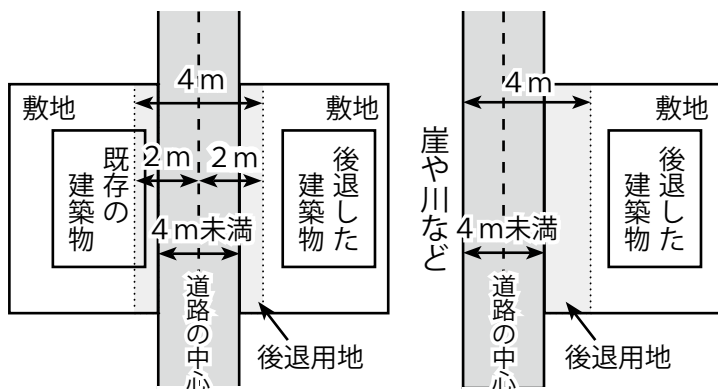 4m
敷地
敷地
既存の
建築物
2m
2m
後退した
建築物
4m未満
道路の中心
後退用地
4m
敷地
崖や川など
後退した
建築物
4m未満
道路の中心
後退用地